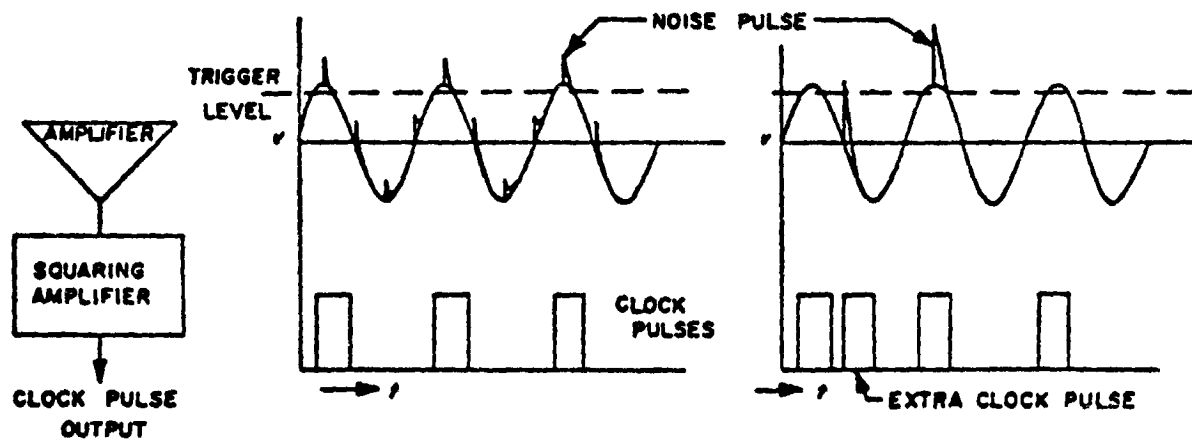 NOISE PULSE
TRIGGER
LEVEL
v
v
AMPLIFIER
SQUARING
AMPLIFIER
CLOCK
PULSES
t
t
CLOCK PULSE
OUTPUT
EXTRA CLOCK PULSE